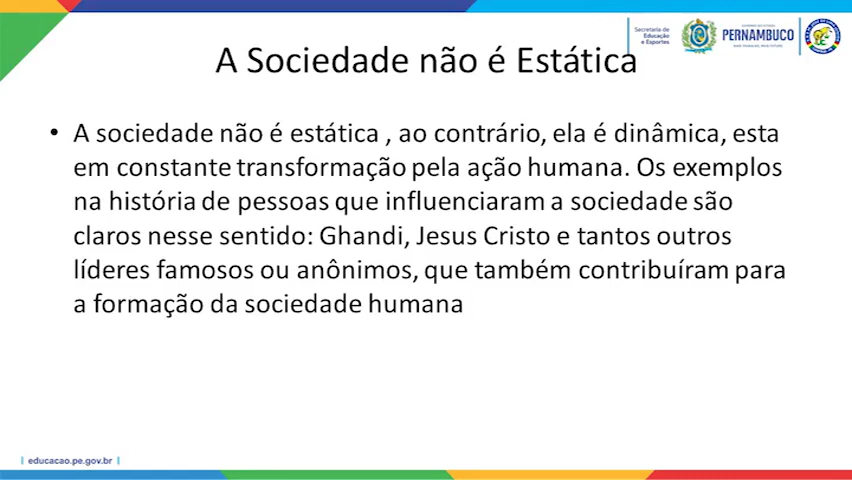 Secretaria de
Educação
e Esportes
PERNAMBUCO
A Sociedade não é Estática
• A sociedade não é estática , ao contrário, ela é dinâmica, esta
em constante transformação pela ação humana. Os exemplos
na história de pessoas que influenciaram a sociedade são
claros nesse sentido: Ghandi, Jesus Cristo e tantos outros
líderes famosos ou anônimos, que também contribuíram para
a formação da sociedade humana
educacao.pe.gov.br